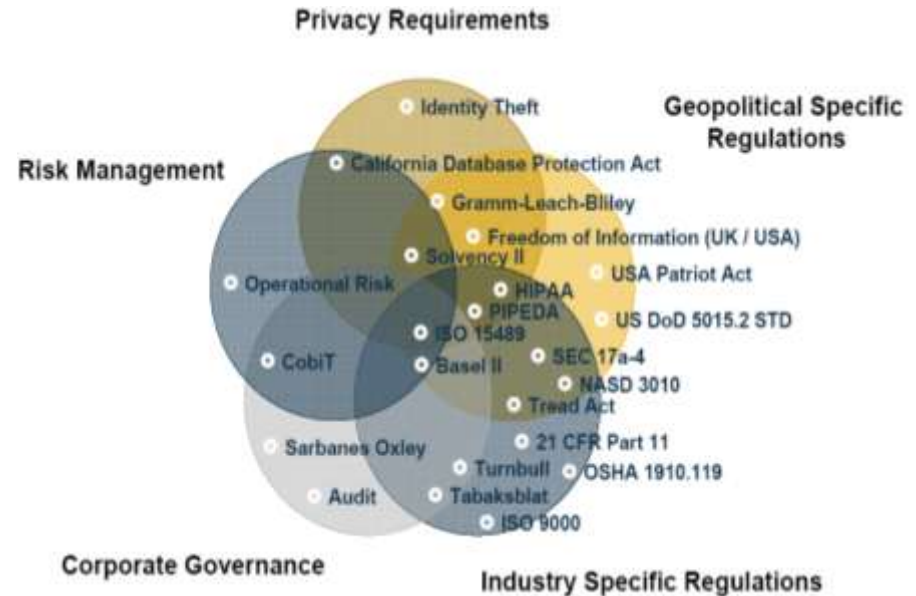 Privacy Requirements
Identity Theft
Geopolitical Specific
Regulations
Risk Management
California Database Protection Act
Gramm-Leach-Bliley
Freedom of Information (UK / USA)
Solvency II
USA Patriot Act
Operational Risk
HIPAA
PIPEDA
US DoD 5015.2 STD
ISO 15489
CobiT
Basel II
SEC 17a-4
NASD 3010
Tread Act
21 CFR Part 11
Sarbanes Oxley
Turnbull
OSHA 1910.119
Audit
Tabaksblat
ISO 9000
Corporate Governance
Industry Specific Regulations